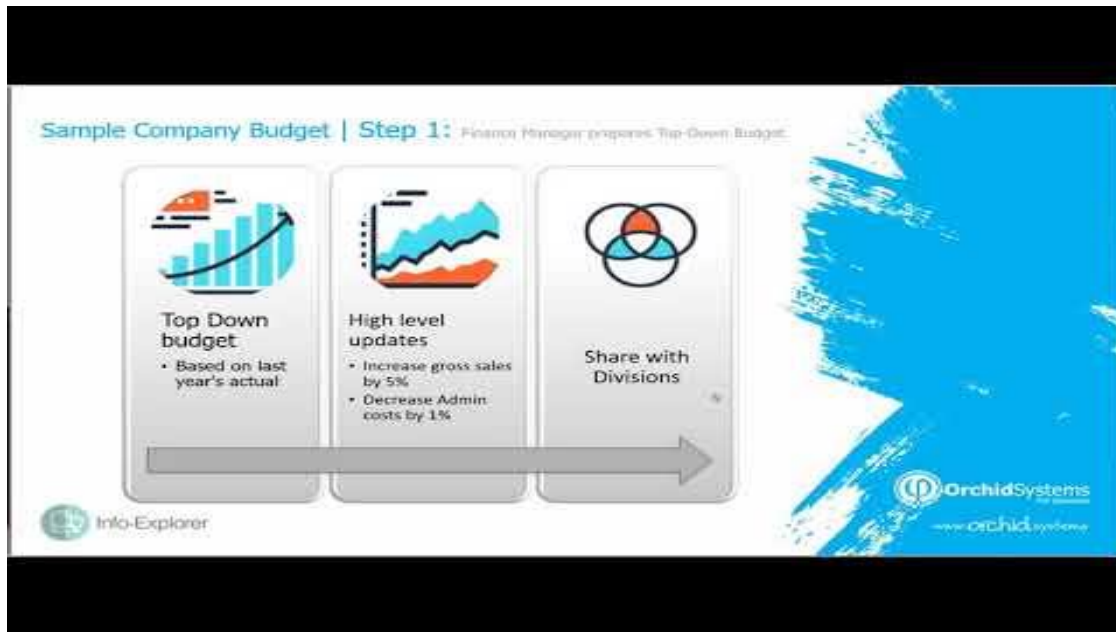 Sample Company Budget | Step 1: Finance Manager prepares Top-Down Budget
Top Down
budget
• Based on last
year's actual
High level
updates
• Increase gross sales
by 5%
• Decrease Admin
costs by 1%
Share with
Divisions
Info-Explorer
OrchidSystems
www.orchid.systems